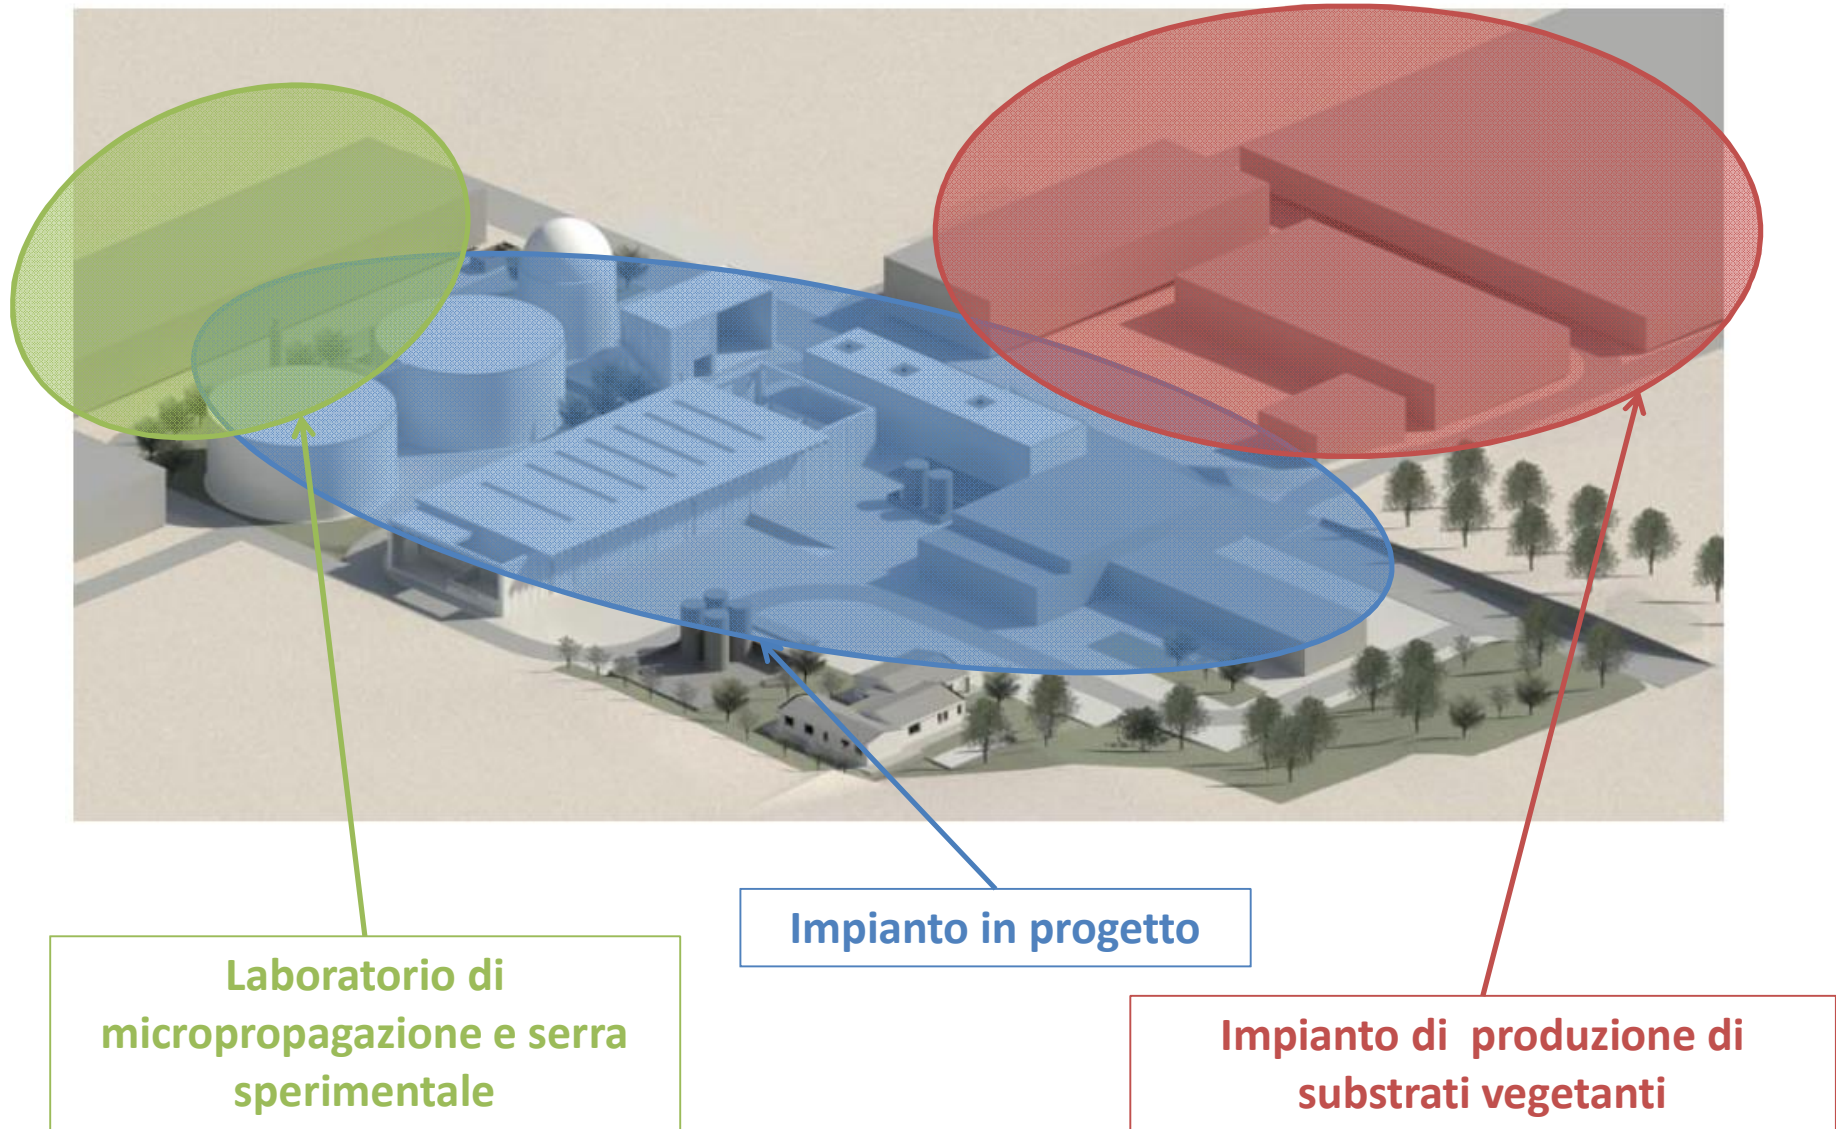 Impianto in progetto
Laboratorio di
micropropagazione e serra
sperimentale
Impianto di  produzione di
substrati vegetanti